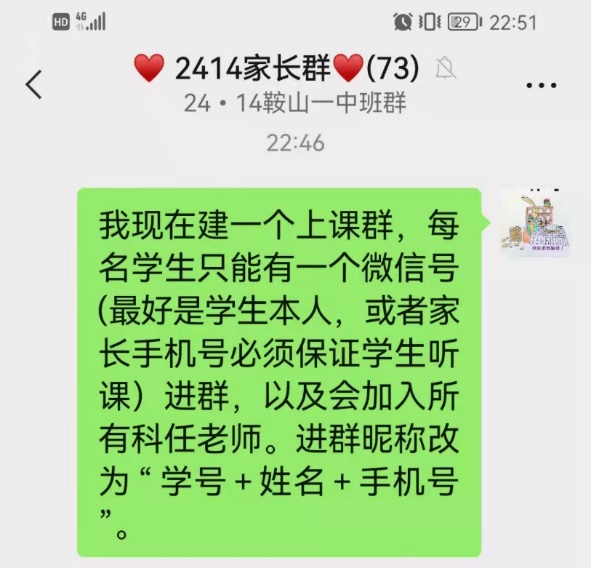 HD 4G 29 22:51
♥ 2414家长群♥(73)
24·14鞍山一中班群
22:46
我现在建一个上课群，每
名学生只能有一个微信号
(最好是学生本人，或者家
长手机号必须保证学生听
课）进群，以及会加入所
有科任老师。进群昵称改
为“学号+姓名+手机号
”。